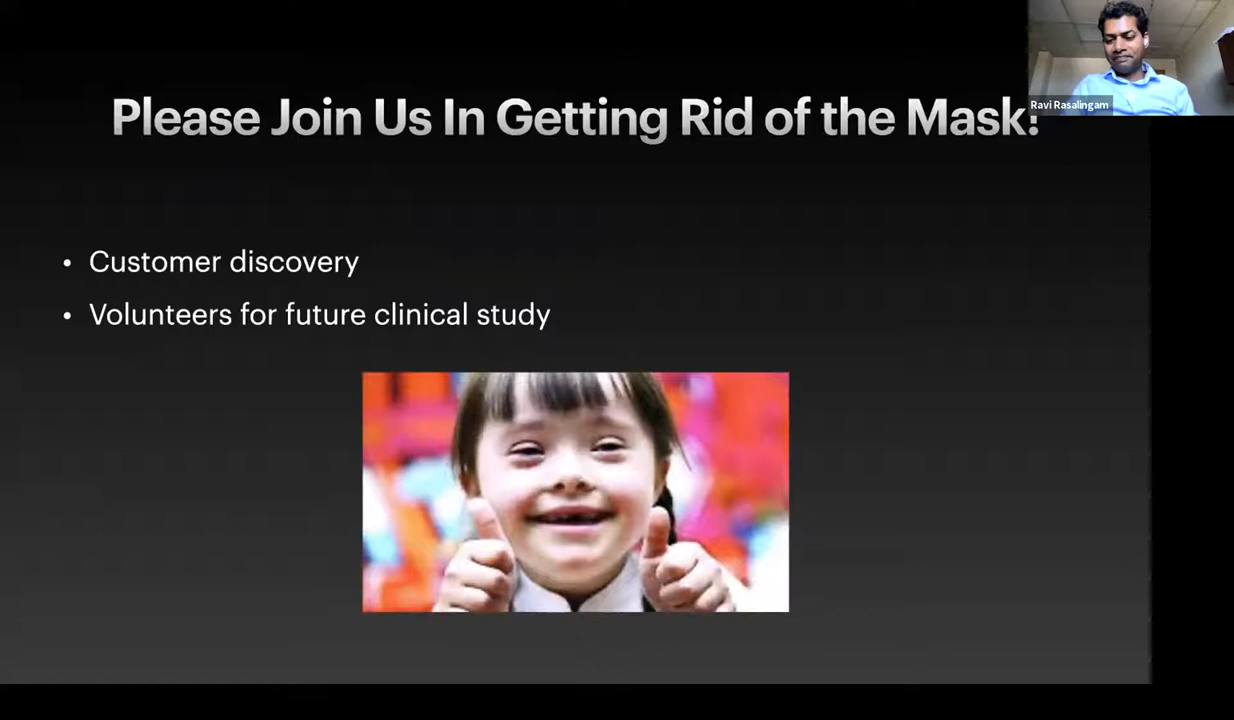 Please Join Us In Getting Rid of the Mask!
Ravi Rasalingam
• Customer discovery
• Volunteers for future clinical study